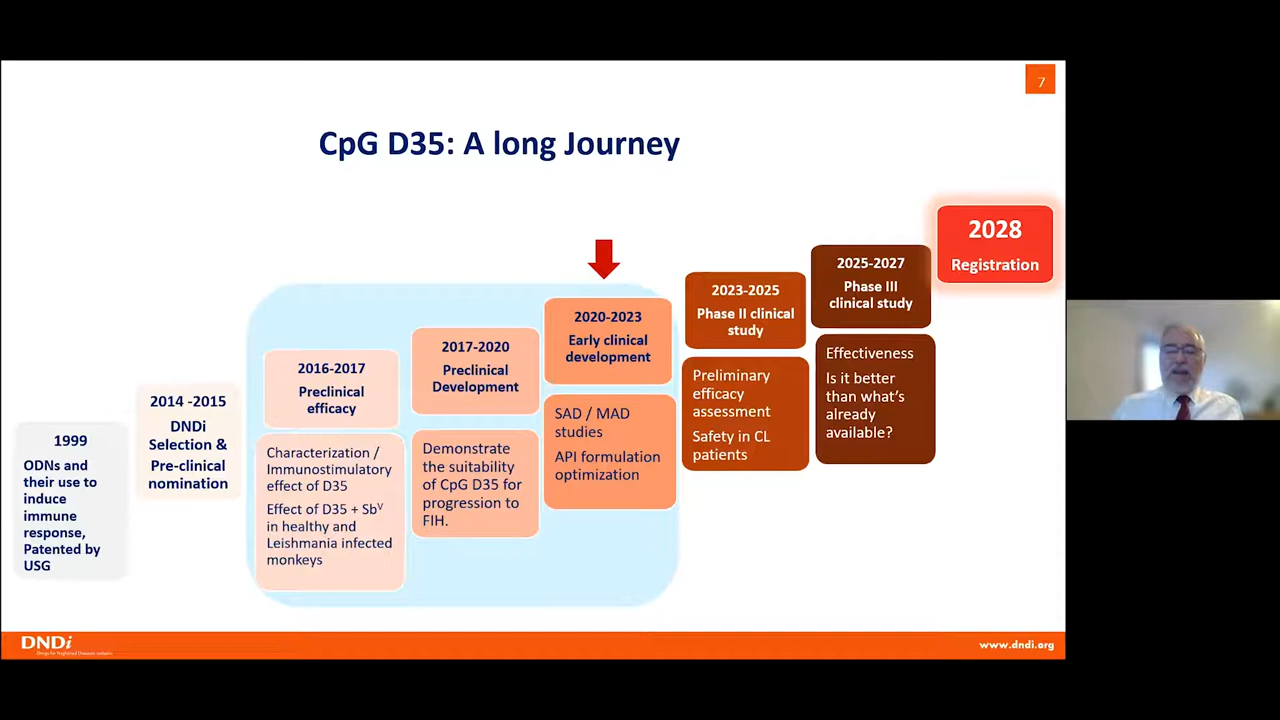 7
CpG D35: A long Journey
1999
ODNs and
their use to
induce
immune
response,
Patented by
USG
2014 -2015
DNDi
Selection &
Pre-clinical
nomination
2016-2017
Preclinical
efficacy
Characterization /
Immunostimulatory
effect of D35
Effect of D35 + Sbⱽ
in healthy and
Leishmania infected
monkeys
2017-2020
Preclinical
Development
Demonstrate
the suitability
of CpG D35 for
progression to
FIH.
2020-2023
Early clinical
development
SAD / MAD
studies
API formulation
optimization
2023-2025
Phase II clinical
study
Preliminary
efficacy
assessment
Safety in CL
patients
2025-2027
Phase III
clinical study
Effectiveness
Is it better
than what's
already
available?
2028
Registration
DNDi
Drugs for Neglected Diseases initiative
www.dndi.org